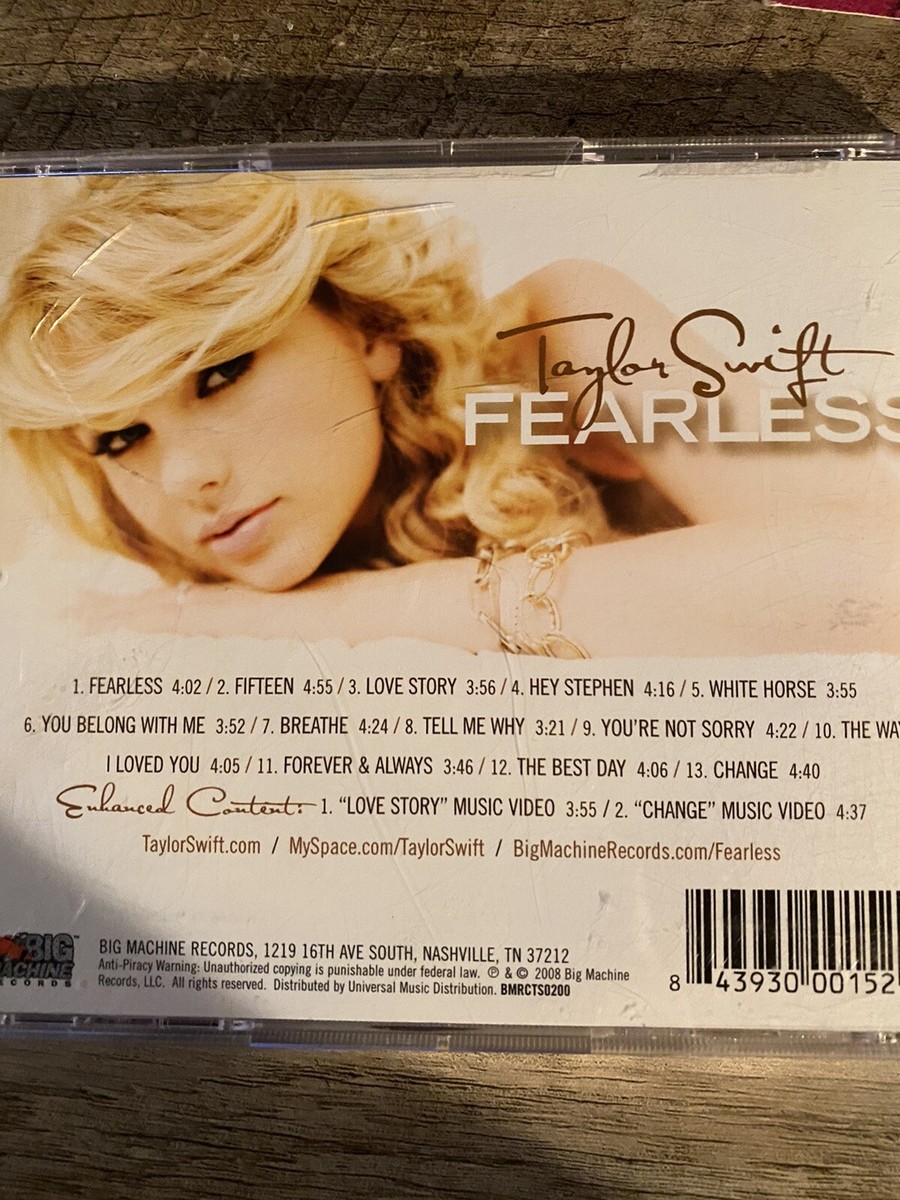 Taylor Swift
FEARLESS
1. FEARLESS 4:02 / 2. FIFTEEN 4:55 / 3. LOVE STORY 3:56 / 4. HEY STEPHEN 4:16 / 5. WHITE HORSE 3:55
6. YOU BELONG WITH ME 3:52 / 7. BREATHE 4:24 / 8. TELL ME WHY 3:21 / 9. YOU'RE NOT SORRY 4:22 / 10. THE WAY
I LOVED YOU 4:05 / 11. FOREVER & ALWAYS 3:46 / 12. THE BEST DAY 4:06 / 13. CHANGE 4:40
Enhanced Content: 1. “LOVE STORY” MUSIC VIDEO 3:55 / 2. “CHANGE” MUSIC VIDEO 4:37
TaylorSwift.com / MySpace.com/TaylorSwift / BigMachineRecords.com/Fearless
BIG
MACHINE
RECORDS
BIG MACHINE RECORDS, 1219 16TH AVE SOUTH, NASHVILLE, TN 37212
Anti-Piracy Warning: Unauthorized copying is punishable under federal law. ℗ & © 2008 Big Machine
Records, LLC. All rights reserved. Distributed by Universal Music Distribution. BMRCTS0200
8 43930 00152